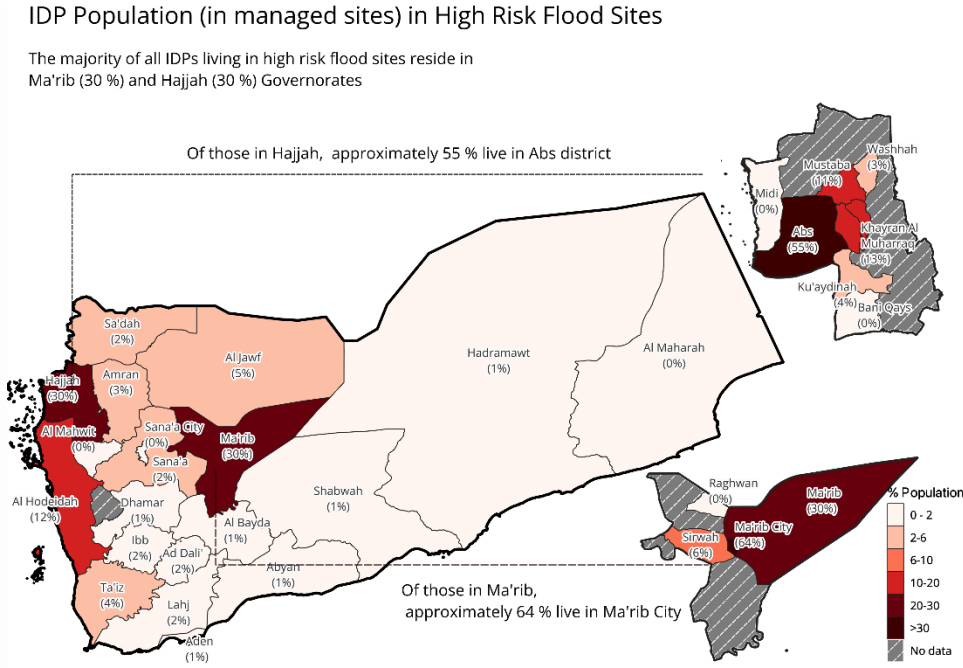 IDP Population (in managed sites) in High Risk Flood Sites
The majority of all IDPs living in high risk flood sites reside in
Ma'rib (30 %) and Hajjah (30 %) Governorates
Of those in Hajjah, approximately 55 % live in Abs district
Washhah
(3%)
Mustaba
(11%)
Midi
(0%)
Abs
(55%)
Khayran Al
Muharraq
(13%)
Ku'aydinah
(4%)
Bani Qays
(0%)
Sa'dah
(2%)
Al Jawf
(5%)
Hadramawt
(1%)
Al Maharah
(0%)
Hajjah
(30%)
Amran
(3%)
Al Mahwit
(0%)
Sana'a City
(0%)
Ma'rib
(30%)
Sana'a
(2%)
Al Hodeidah
(12%)
Dhamar
(1%)
Shabwah
(1%)
Al Bayda
(1%)
Ibb
(2%)
Ad Dali'
(2%)
Abyan
(1%)
Ta'iz
(4%)
Lahj
(2%)
Aden
(1%)
Raghwan
(0%)
Ma'rib
(30%)
Ma'rib City
(64%)
Sirwah
(6%)
Of those in Ma'rib,
approximately 64 % live in Ma'rib City
% Population
0 - 2
2-6
6-10
10-20
20-30
>30
No data